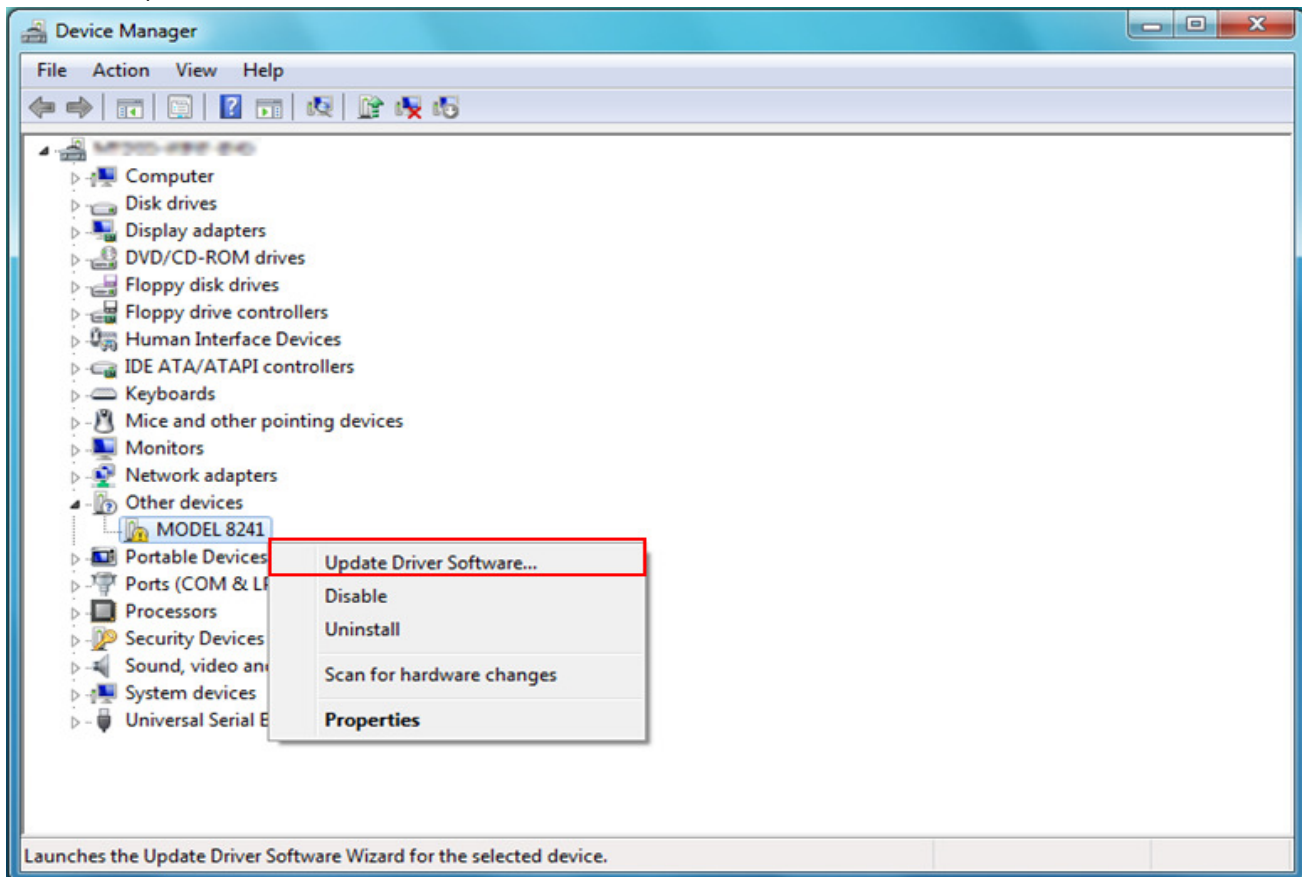 Device Manager
File Action View Help
Computer
Disk drives
Display adapters
DVD/CD-ROM drives
Floppy disk drives
Floppy drive controllers
Human Interface Devices
IDE ATA/ATAPI controllers
Keyboards
Mice and other pointing devices
Monitors
Network adapters
Other devices
MODEL 8241
Portable Devices
Ports (COM & LP
Processors
Security Devices
Sound, video and
System devices
Universal Serial B
Update Driver Software...
Disable
Uninstall
Scan for hardware changes
Properties
Launches the Update Driver Software Wizard for the selected device.